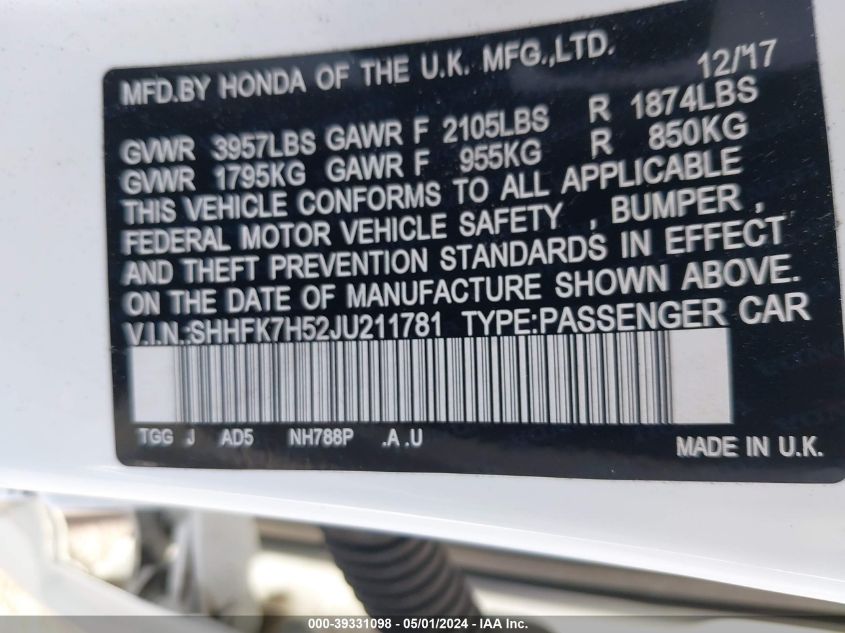 MFD.BY HONDA OF THE U.K. MFG.,LTD. 12/'17
GVWR 3957LBS GAWR F 2105LBS R 1874LBS
GVWR 1795KG GAWR F 955KG R 850KG
THIS VEHICLE CONFORMS TO ALL APPLICABLE
FEDERAL MOTOR VEHICLE SAFETY , BUMPER ,
AND THEFT PREVENTION STANDARDS IN EFFECT
ON THE DATE OF MANUFACTURE SHOWN ABOVE.
V.I.N.:SHHFK7H52JU211781 TYPE:PASSENGER CAR
TGG J AD5 NH788P .A .U
MADE IN U.K.
000-39331098 - 05/01/2024 - IAA Inc.